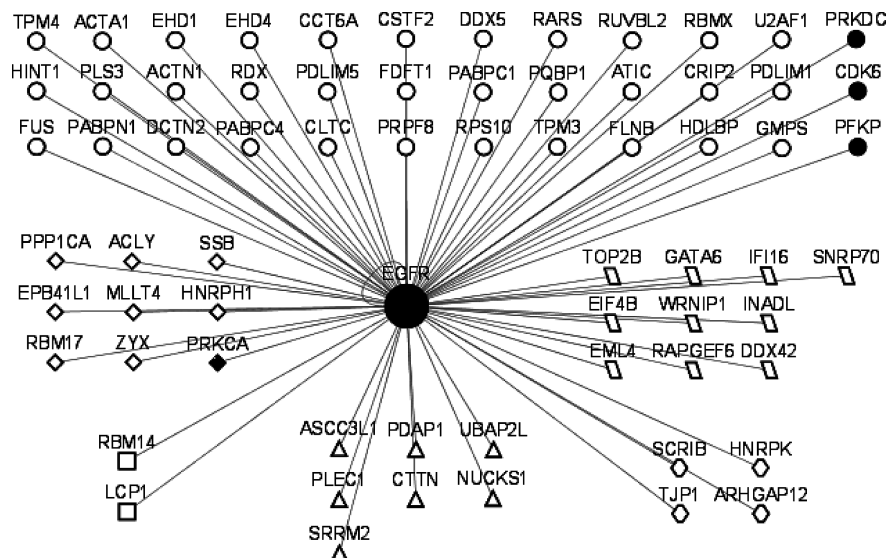 TPM4 ACTA1 EHD1 EHD4 CCT6A CSTF2 DDX5 RARS RUVBL2 RBMX U2AF1 PRKDC
HINT1 PLS3 ACTN1 RDX PDLIM5 FDFT1 PABPC1 PQBP1 ATIC CRIP2 PDLIM1 CDK6
FUS PABPN1 DCTN2 PABPC4 CLTC PRPF8 RPS10 TPM3 FLNB HDLBP GMPS PFKP
PPP1CA ACLY SSB EGFR TOP2B GATA6 IFI16 SNRP70
EPB41L1 MLLT4 HNRPH1 EIF4B WRNIP1 INADL
RBM17 ZYX PRKCA EML4 RAPGEF6 DDX42
RBM14 ASCC3L1 PDAP1 UBAP2L SCRIB HNRPK
LCP1 PLEC1 CTTN NUCKS1 TJP1 ARHGAP12
SRRM2